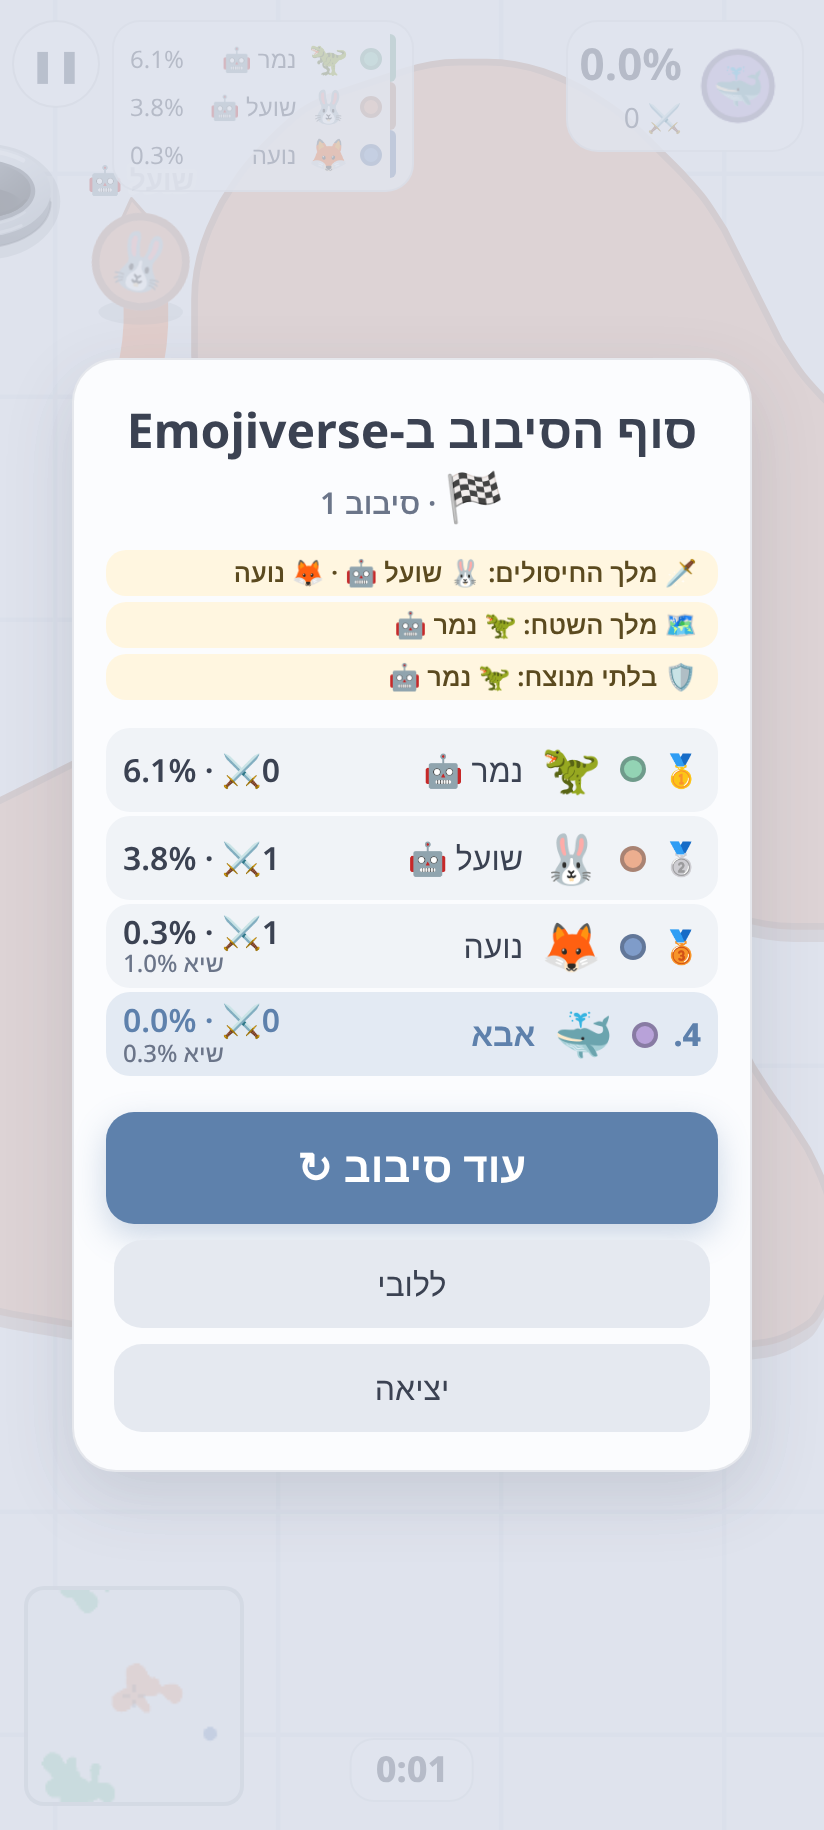 0.0%
⚔️ 0
נמר 🤖 6.1%
שועל 🤖 3.8%
נועה 0.3%
שועל 🤖
סוף הסיבוב ב-Emojiverse
🏁 · סיבוב 1
🗡️ מלך החיסולים: 🐰 שועל 🤖 · 🦊 נועה
🗺️ מלך השטח: 🦖 נמר 🤖
🛡️ בלתי מנוצח: 🦖 נמר 🤖
🥇 🦖 נמר 🤖 6.1% · ⚔️0
🥈 🐰 שועל 🤖 3.8% · ⚔️1
🥉 🦊 נועה 0.3% · ⚔️1
שיא 1.0%
4. 🐳 אבא 0.0% · ⚔️0
שיא 0.3%
עוד סיבוב ↻
ללובי
יציאה
0:01